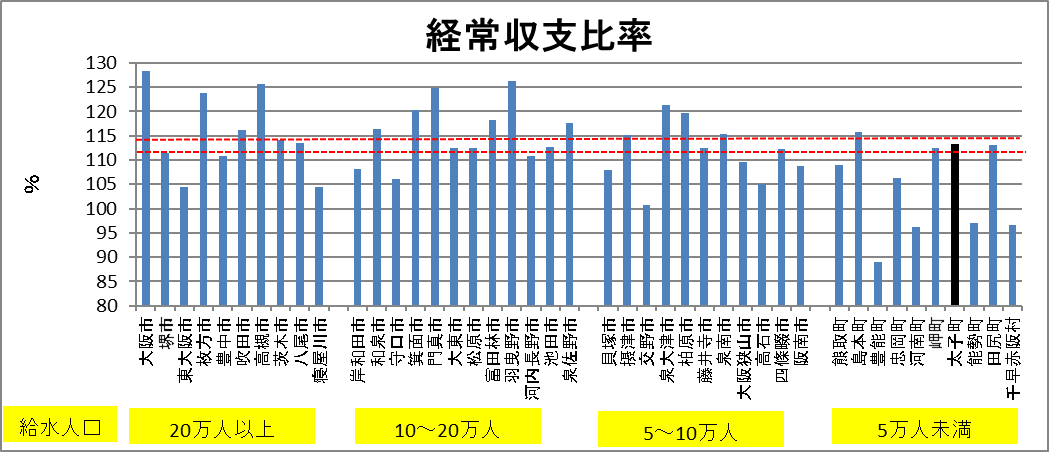 経常収支比率
130
125
120
115
110
105
100
95
90
85
80
%
大阪市
堺市
東大阪市
枚方市
豊中市
吹田市
高槻市
茨木市
八尾市
寝屋川市
岸和田市
和泉市
守口市
箕面市
門真市
大東市
松原市
富田林市
羽曳野市
河内長野市
池田市
泉佐野市
貝塚市
摂津市
交野市
泉大津市
柏原市
藤井寺市
泉南市
大阪狭山市
高石市
四條畷市
阪南市
熊取町
島本町
豊能町
忠岡町
河南町
岬町
太子町
能勢町
田尻町
千早赤阪村
給水人口
20万人以上
10～20万人
5～10万人
5万人未満